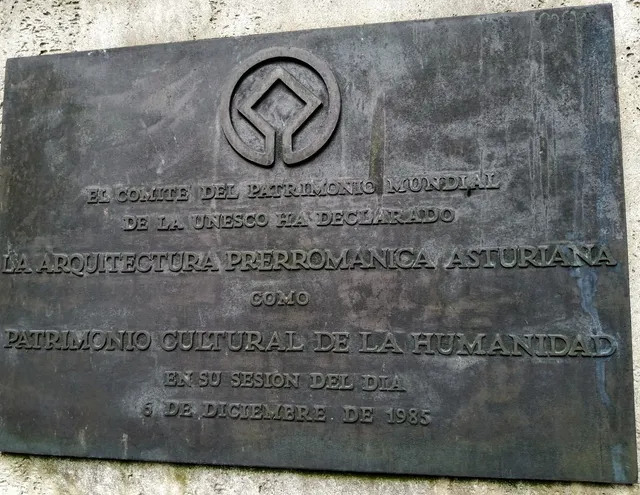 EL COMITE DEL PATRIMONIO MUNDIAL
DE LA UNESCO HA DECLARADO
LA ARQUITECTURA PRERROMANICA ASTURIANA
COMO
PATRIMONIO CULTURAL DE LA HUMANIDAD
EN SU SESION DEL DIA
6 DE DICIEMBRE DE 1985